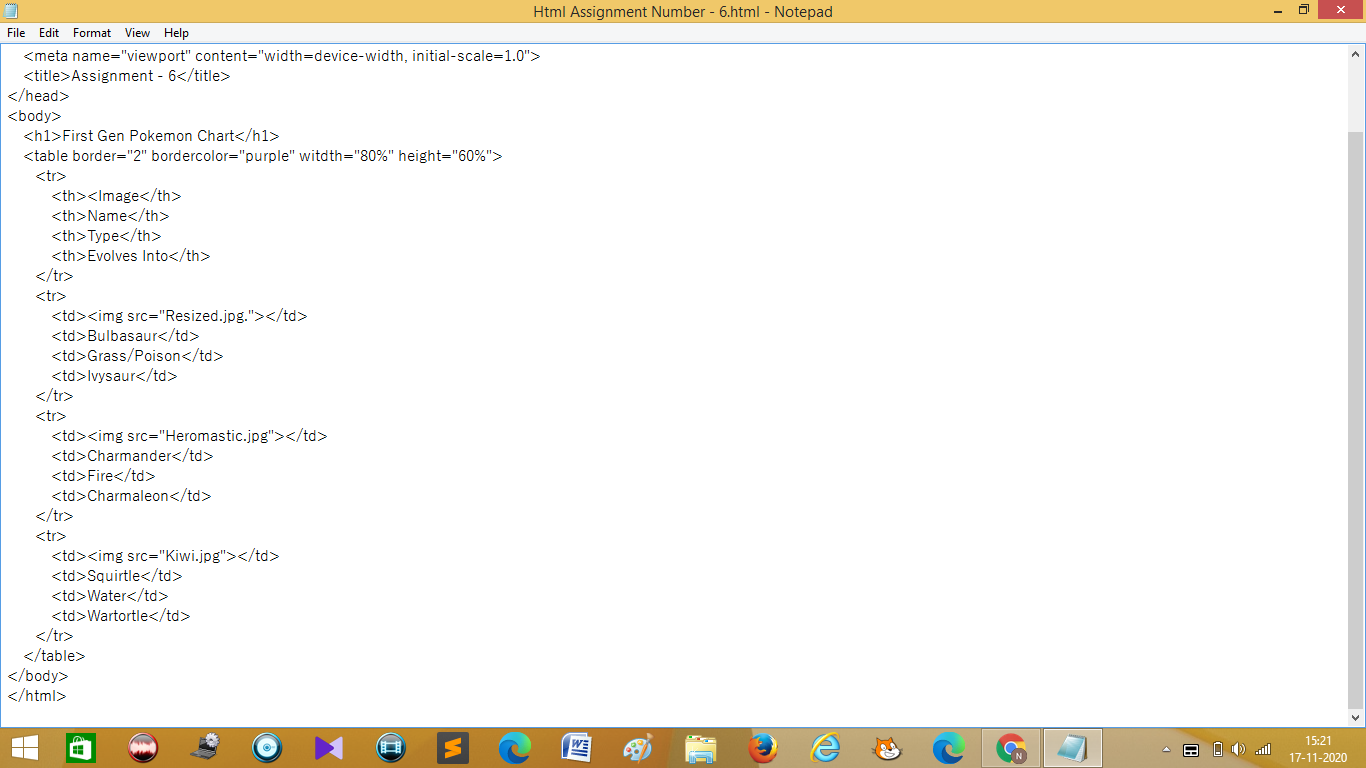 Html Assignment Number - 6.html - Notepad
File Edit Format View Help
<meta name="viewport" content="width=device-width, initial-scale=1.0">
<title>Assignment - 6</title>
</head>
<body>
<h1>First Gen Pokemon Chart</h1>
<table border="2" bordercolor="purple" witdth="80%" height="60%">
<tr>
<th><Image</th>
<th>Name</th>
<th>Type</th>
<th>Evolves Into</th>
</tr>
<tr>
<td><img src="Resized.jpg."></td>
<td>Bulbasaur</td>
<td>Grass/Poison</td>
<td>Ivysaur</td>
</tr>
<tr>
<td><img src="Heromastic.jpg"></td>
<td>Charmander</td>
<td>Fire</td>
<td>Charmaleon</td>
</tr>
<tr>
<td><img src="Kiwi.jpg"></td>
<td>Squirtle</td>
<td>Water</td>
<td>Wartortle</td>
</tr>
</table>
</body>
</html>
N
15:21
17-11-2020